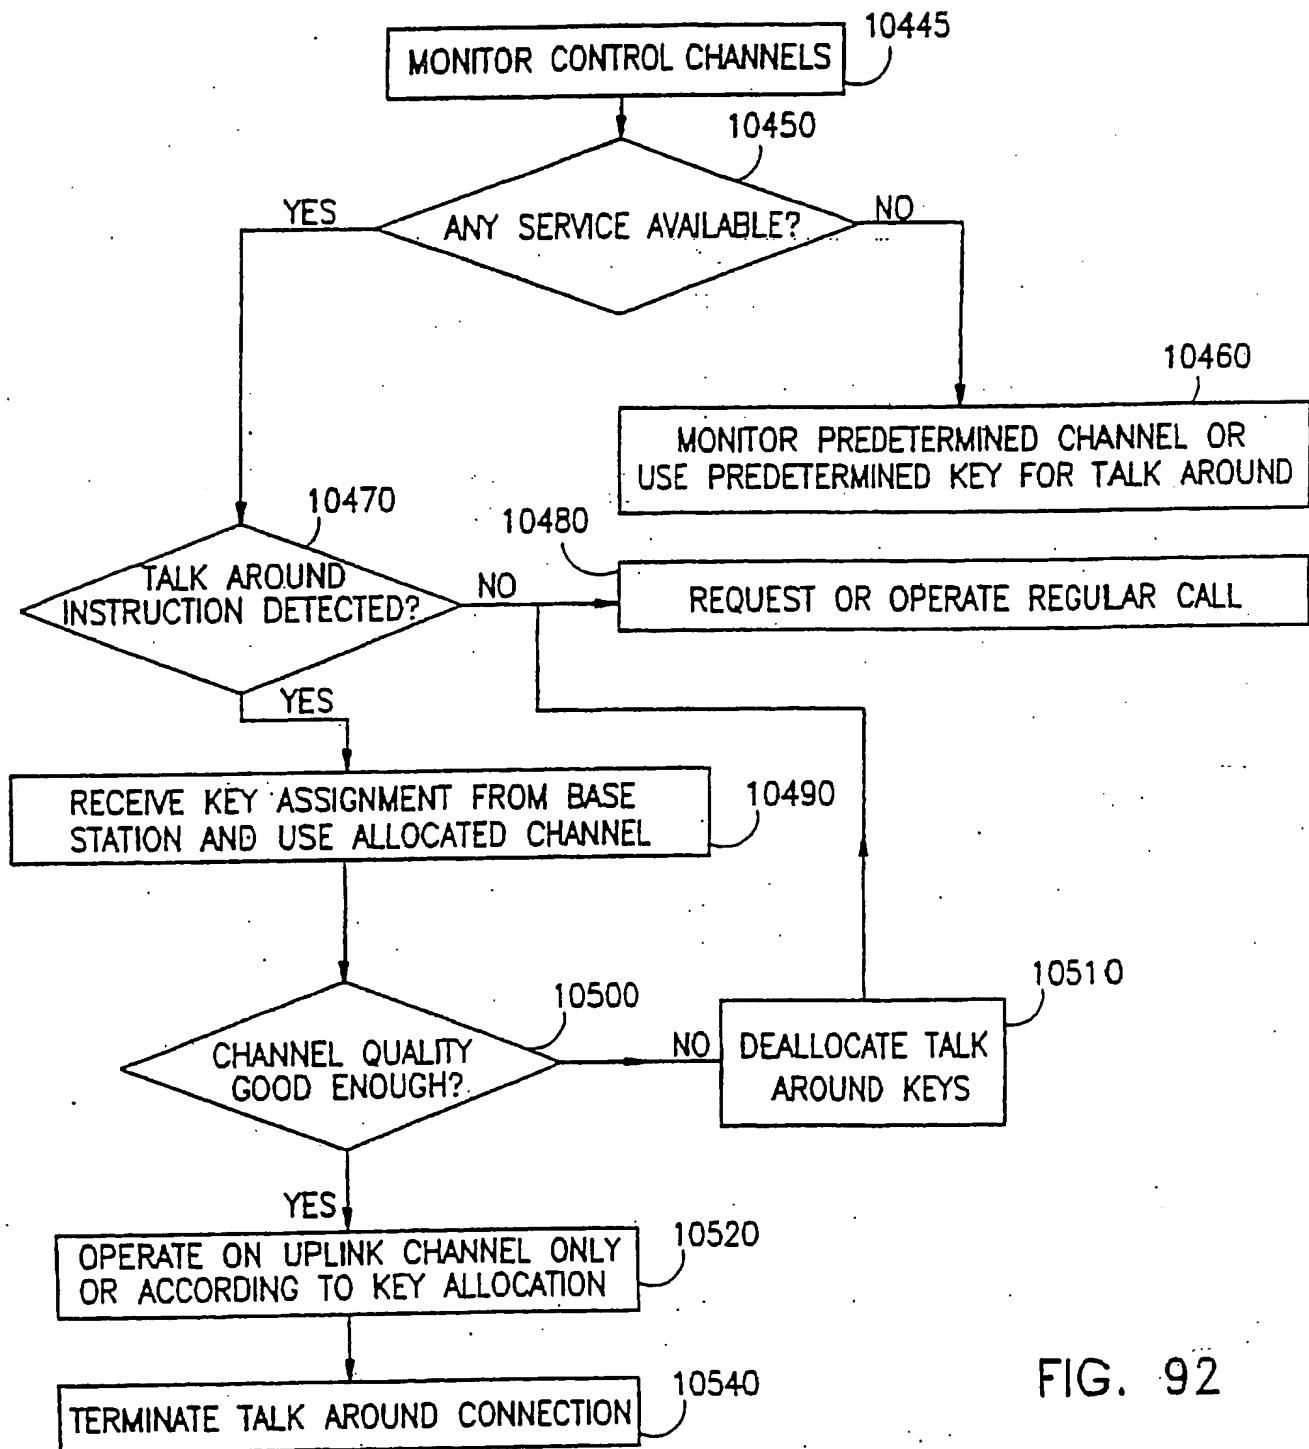 10445
MONITOR CONTROL CHANNELS
10450
YES
ANY SERVICE AVAILABLE?
NO
10460
MONITOR PREDETERMINED CHANNEL OR
USE PREDETERMINED KEY FOR TALK AROUND
10470
10480
TALK AROUND
INSTRUCTION DETECTED?
NO
REQUEST OR OPERATE REGULAR CALL
YES
RECEIVE KEY ASSIGNMENT FROM BASE
STATION AND USE ALLOCATED CHANNEL
10490
10500
10510
CHANNEL QUALITY
GOOD ENOUGH?
NO
DEALLOCATE TALK
AROUND KEYS
YES
OPERATE ON UPLINK CHANNEL ONLY
OR ACCORDING TO KEY ALLOCATION
10520
TERMINATE TALK AROUND CONNECTION
10540
FIG. 92